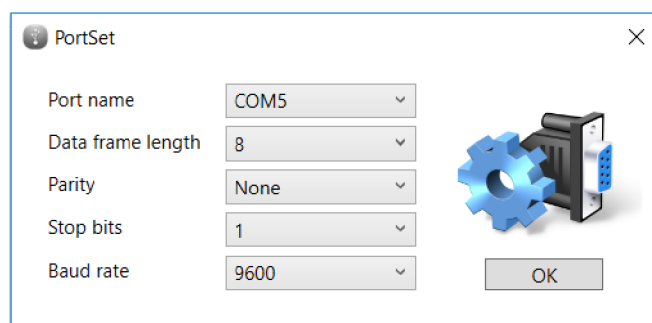 PortSet
Port name COM5
Data frame length 8
Parity None
Stop bits 1
Baud rate 9600
OK